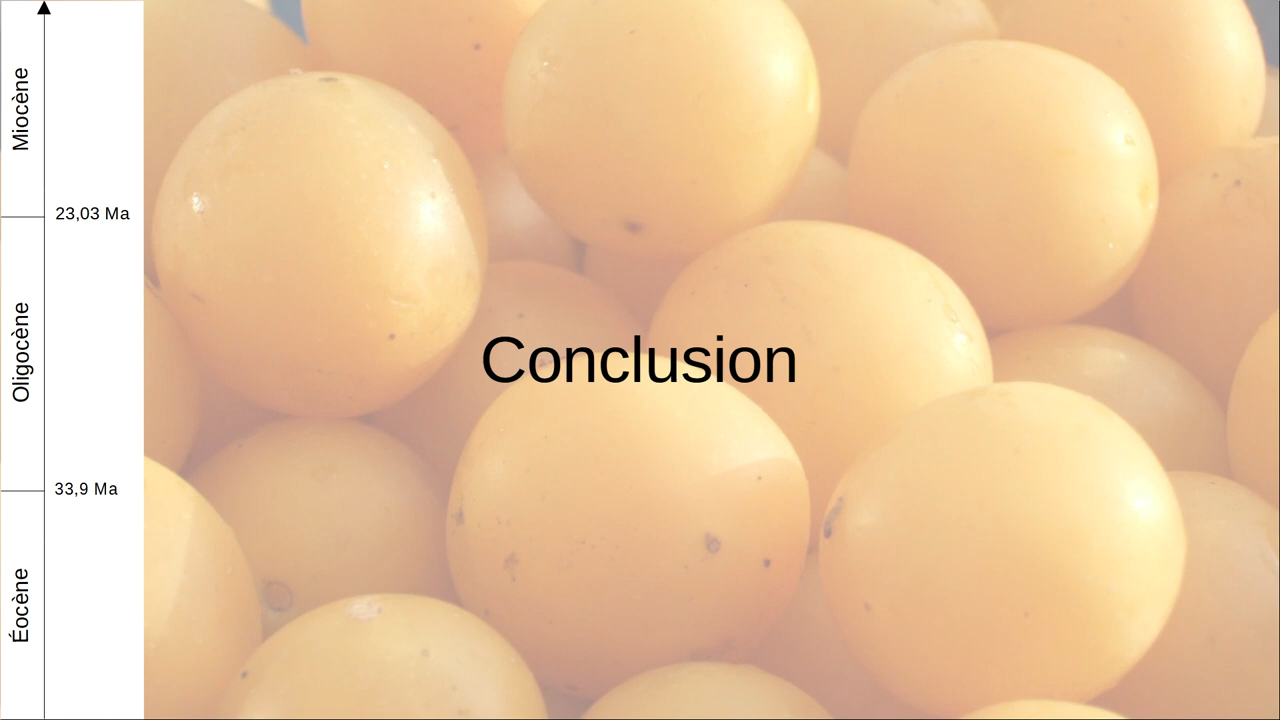 Miocène
23,03 Ma
Oligocène
Conclusion
33,9 Ma
Éocène